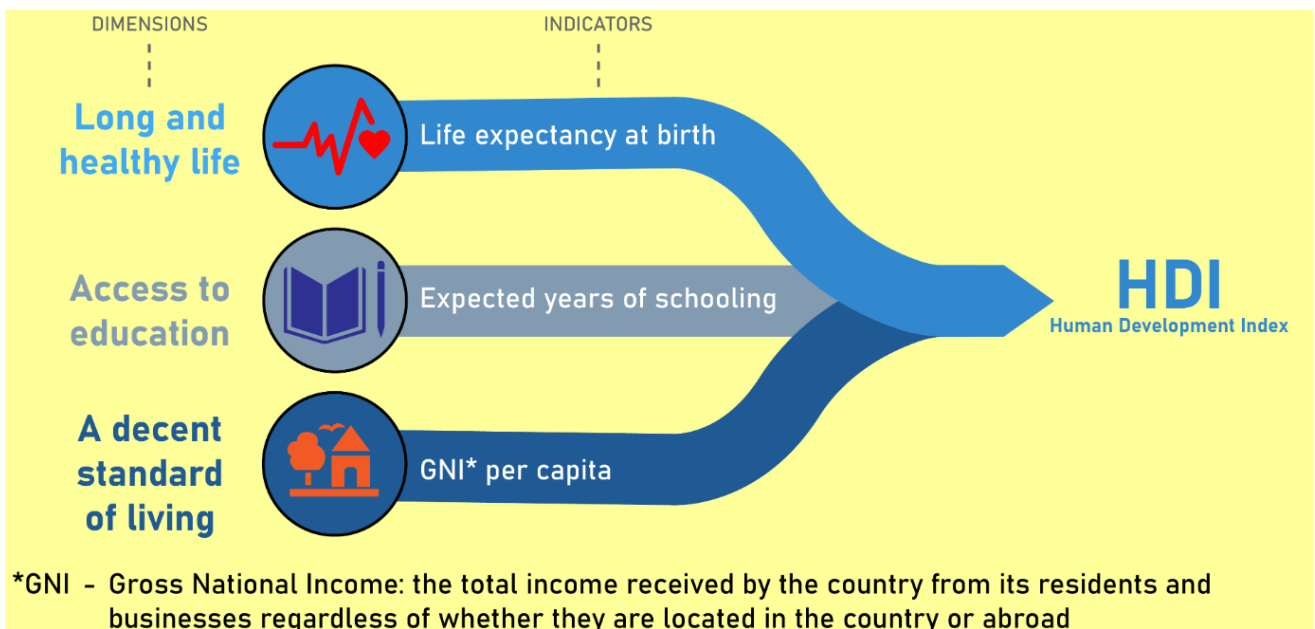 DIMENSIONS
INDICATORS
Long and
healthy life
Life expectancy at birth
Access to
education
Expected years of schooling
HDI
Human Development Index
A decent
standard
of living
GNI* per capita
*GNI - Gross National Income: the total income received by the country from its residents and
businesses regardless of whether they are located in the country or abroad